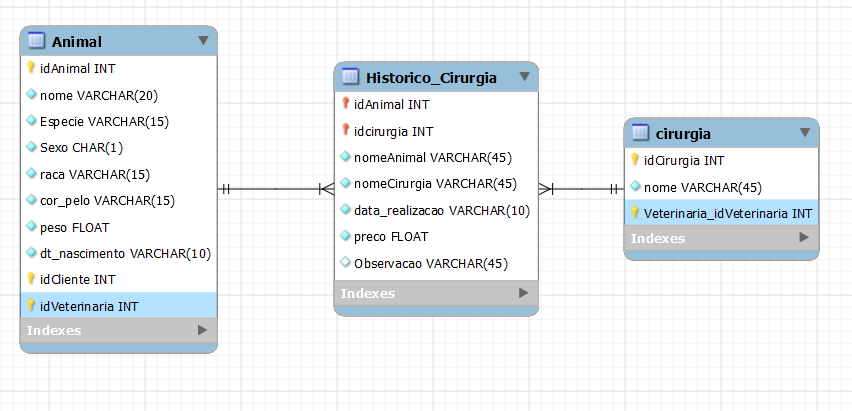 Animal
idAnimal INT
nome VARCHAR(20)
Especie VARCHAR(15)
Sexo CHAR(1)
raca VARCHAR(15)
cor_pelo VARCHAR(15)
peso FLOAT
dt_nascimento VARCHAR(10)
idCliente INT
idVeterinaria INT
Indexes
Historico_Cirurgia
idAnimal INT
idcirurgia INT
nomeAnimal VARCHAR(45)
nomeCirurgia VARCHAR(45)
data_realizacao VARCHAR(10)
preco FLOAT
Observacao VARCHAR(45)
Indexes
cirurgia
idCirurgia INT
nome VARCHAR(45)
Veterinaria_idVeterinaria INT
Indexes